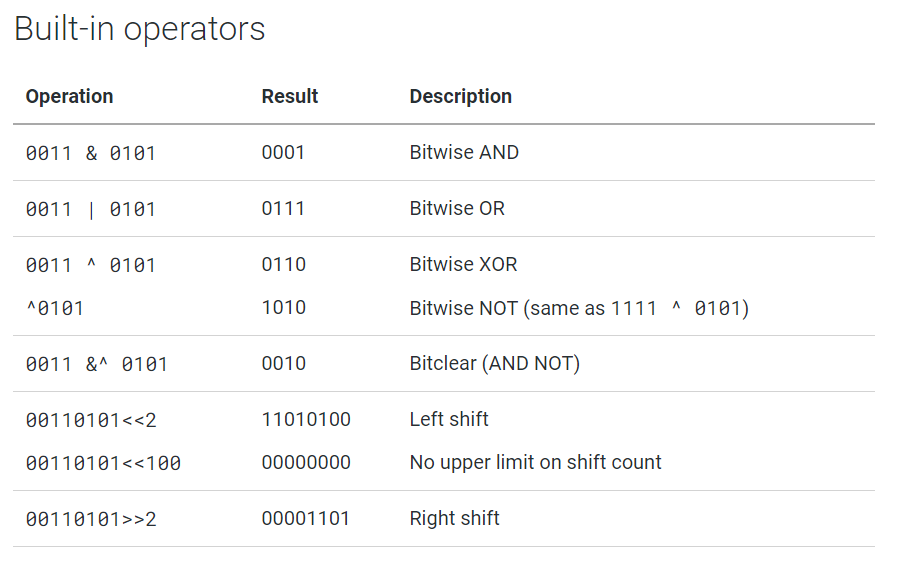 Built-in operators
Operation Result Description
0011 & 0101 0001 Bitwise AND
0011 | 0101 0111 Bitwise OR
0011 ^ 0101 0110 Bitwise XOR
^0101 1010 Bitwise NOT (same as 1111 ^ 0101)
0011 &^ 0101 0010 Bitclear (AND NOT)
00110101<<2 11010100 Left shift
00110101<<100 00000000 No upper limit on shift count
00110101>>2 00001101 Right shift